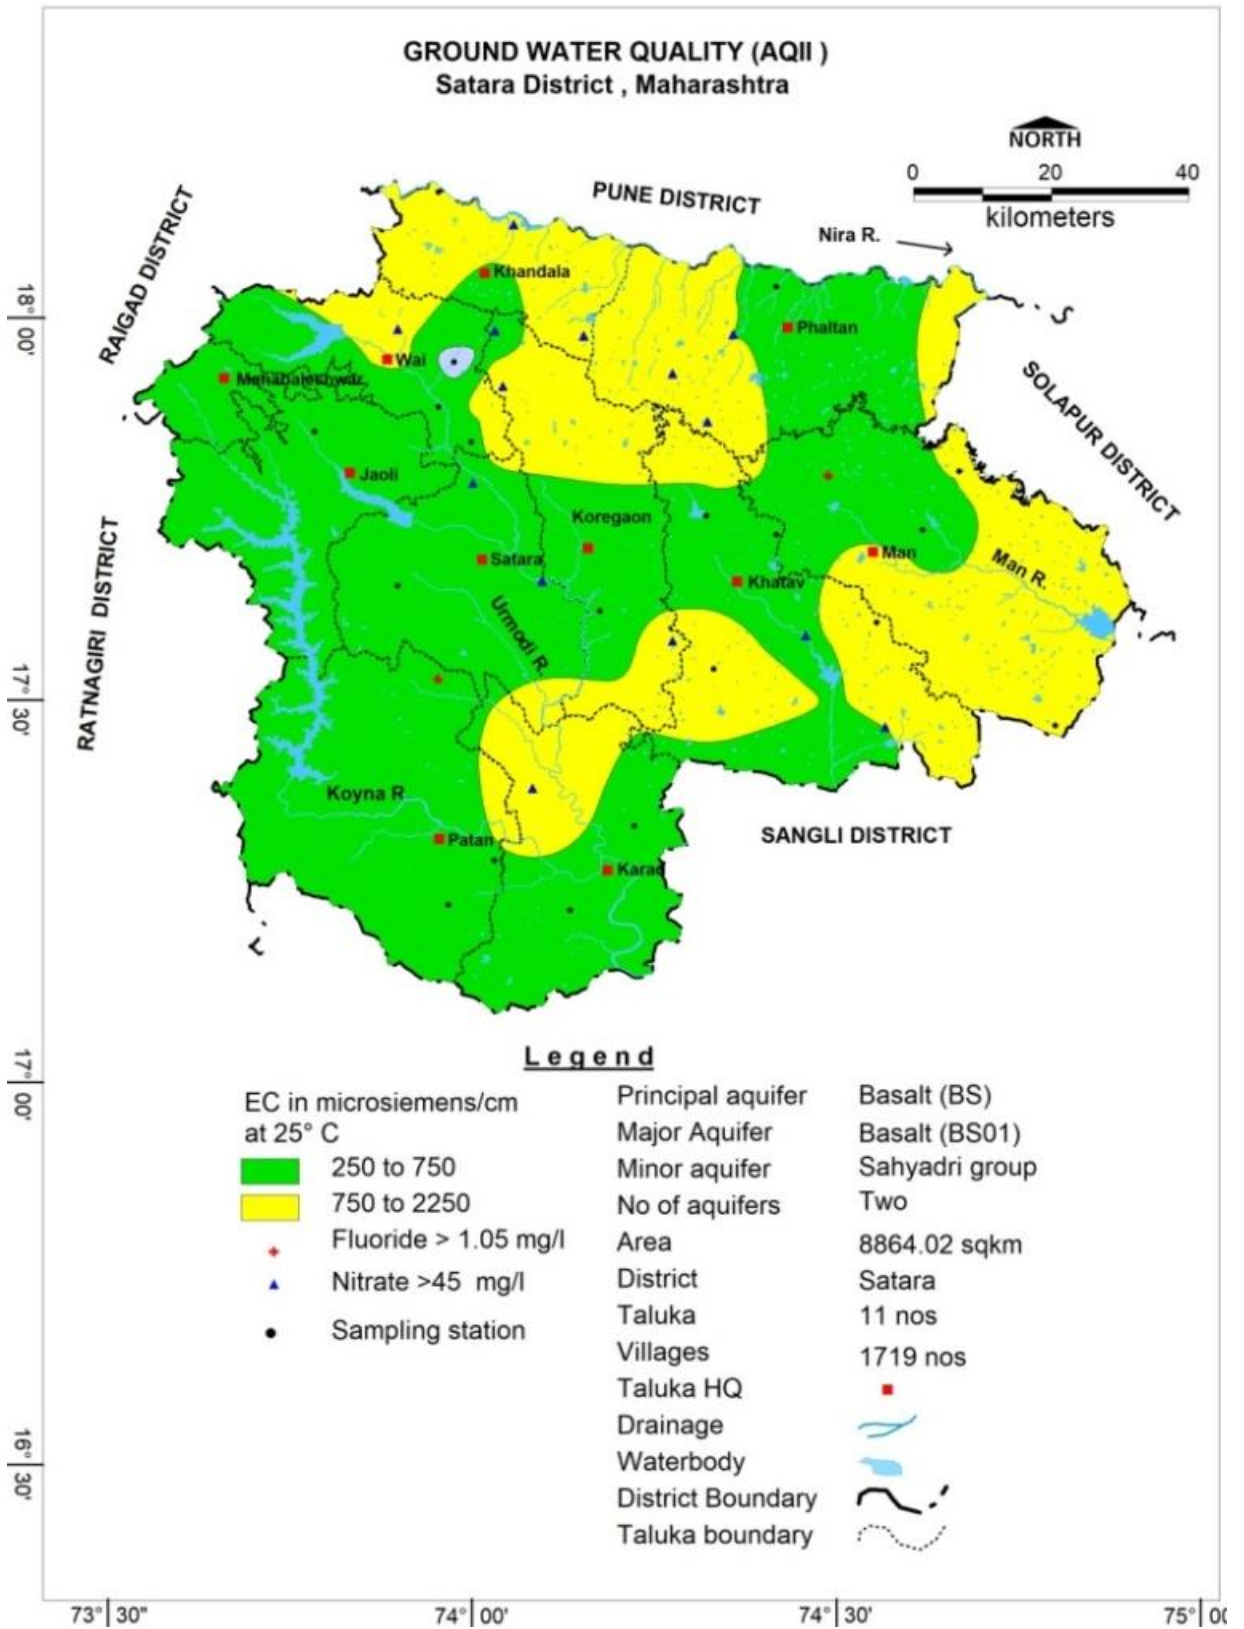 GROUND WATER QUALITY (AQII )
Satara District , Maharashtra
NORTH
0 20 40
kilometers
PUNE DISTRICT
Nira R.
RAIGAD DISTRICT
Khandala
18° 00'
Phaltan
Wai
Mahabaleshwar
SOLAPUR DISTRICT
Jaoli
Koregaon
Satara
Man
Man R.
Khatav
RATNAGIRI DISTRICT
Urmodi R.
17° 30'
Koyna R
Patan
SANGLI DISTRICT
Karad
Legend
17° 00'
EC in microsiemens/cm
at 25° C
250 to 750
750 to 2250
Fluoride > 1.05 mg/l
Nitrate >45 mg/l
Sampling station
Principal aquifer Basalt (BS)
Major Aquifer Basalt (BS01)
Minor aquifer Sahyadri group
No of aquifers Two
Area 8864.02 sqkm
District Satara
Taluka 11 nos
Villages 1719 nos
Taluka HQ
Drainage
Waterbody
District Boundary
Taluka boundary
16° 30'
73° 30" 74° 00' 74° 30' 75° 00